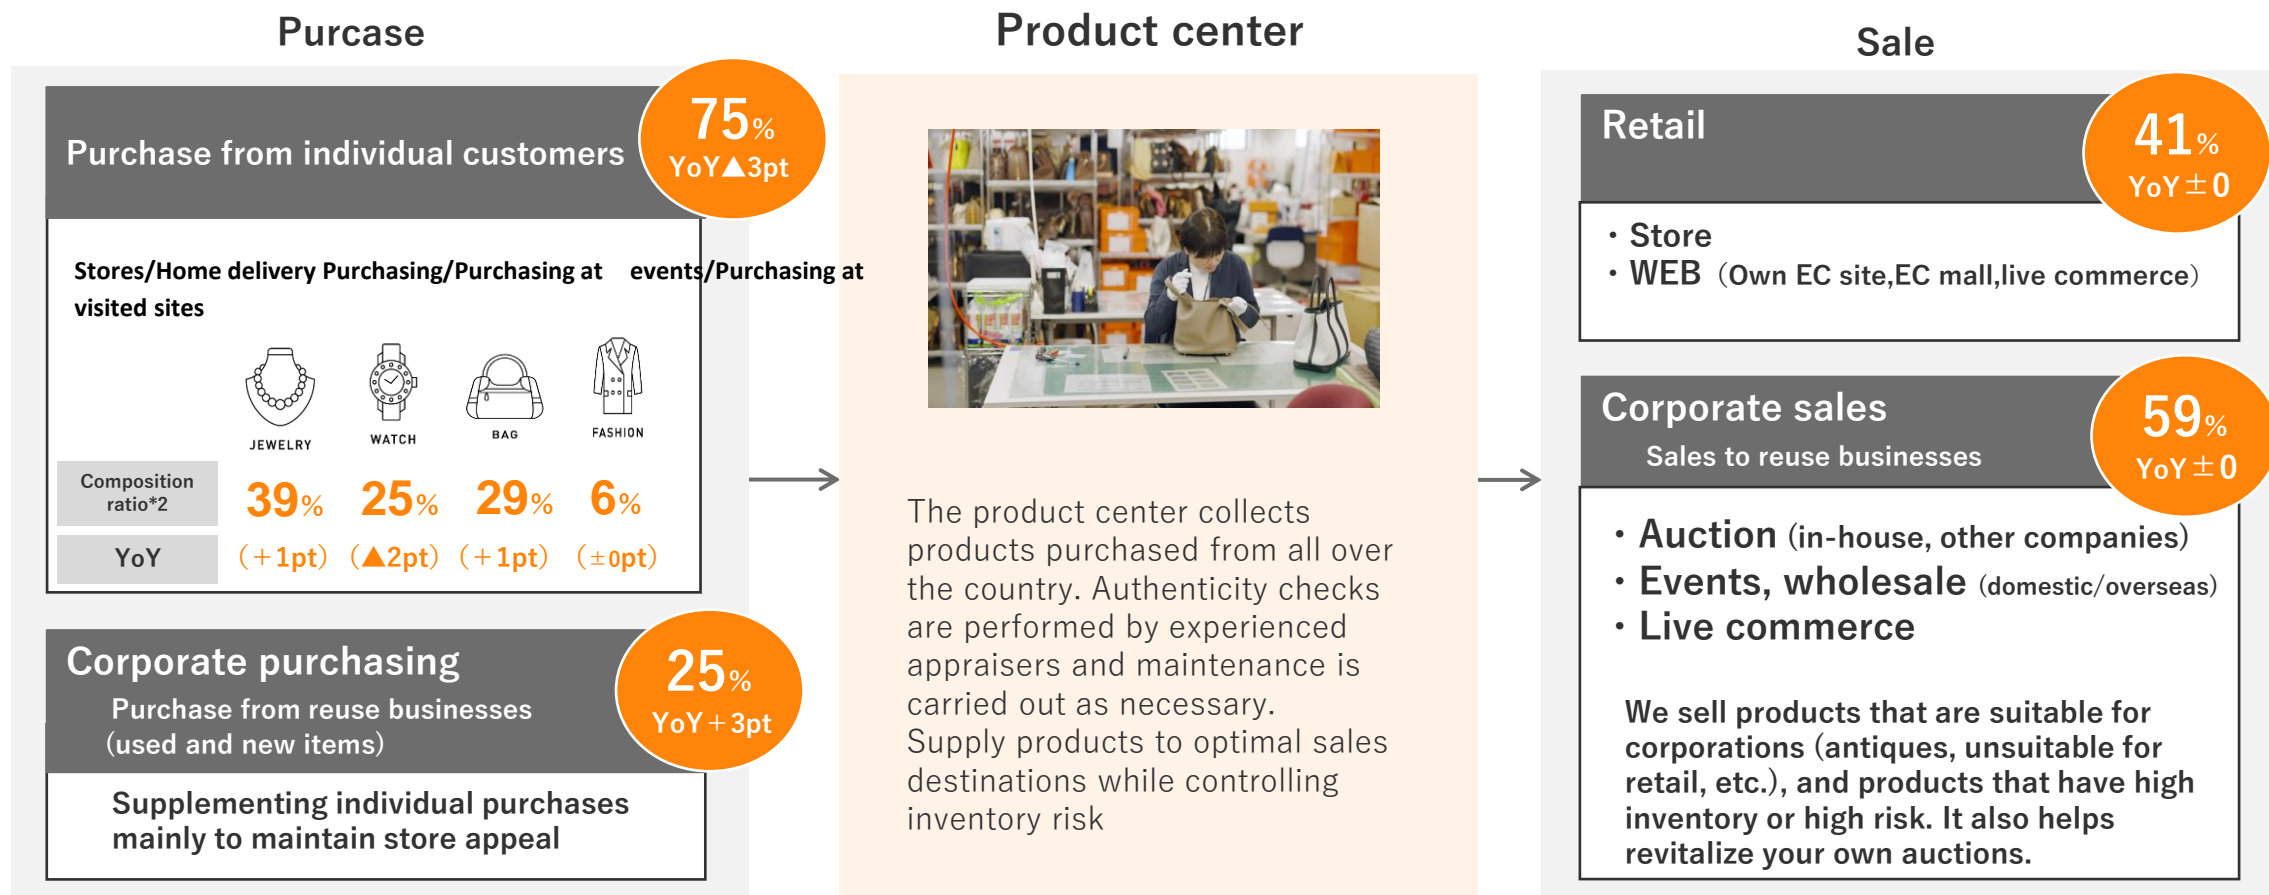 Purcase
Purchase from individual customers
75%
YoY▲3pt
Stores/Home delivery Purchasing/Purchasing at events/Purchasing at
visited sites
JEWELRY
WATCH
BAG
FASHION
Composition
ratio*2
39%
25%
29%
6%
YoY
(+1pt)
(▲2pt)
(+1pt)
(±0pt)
Corporate purchasing
Purchase from reuse businesses
(used and new items)
25%
YoY+3pt
Supplementing individual purchases
mainly to maintain store appeal
Product center
The product center collects
products purchased from all over
the country. Authenticity checks
are performed by experienced
appraisers and maintenance is
carried out as necessary.
Supply products to optimal sales
destinations while controlling
inventory risk
Sale
Retail
41%
YoY±0
・Store
・WEB (Own EC site,EC mall,live commerce)
Corporate sales
Sales to reuse businesses
59%
YoY±0
・Auction (in-house, other companies)
・Events, wholesale (domestic/overseas)
・Live commerce
We sell products that are suitable for
corporations (antiques, unsuitable for
retail, etc.), and products that have high
inventory or high risk. It also helps
revitalize your own auctions.